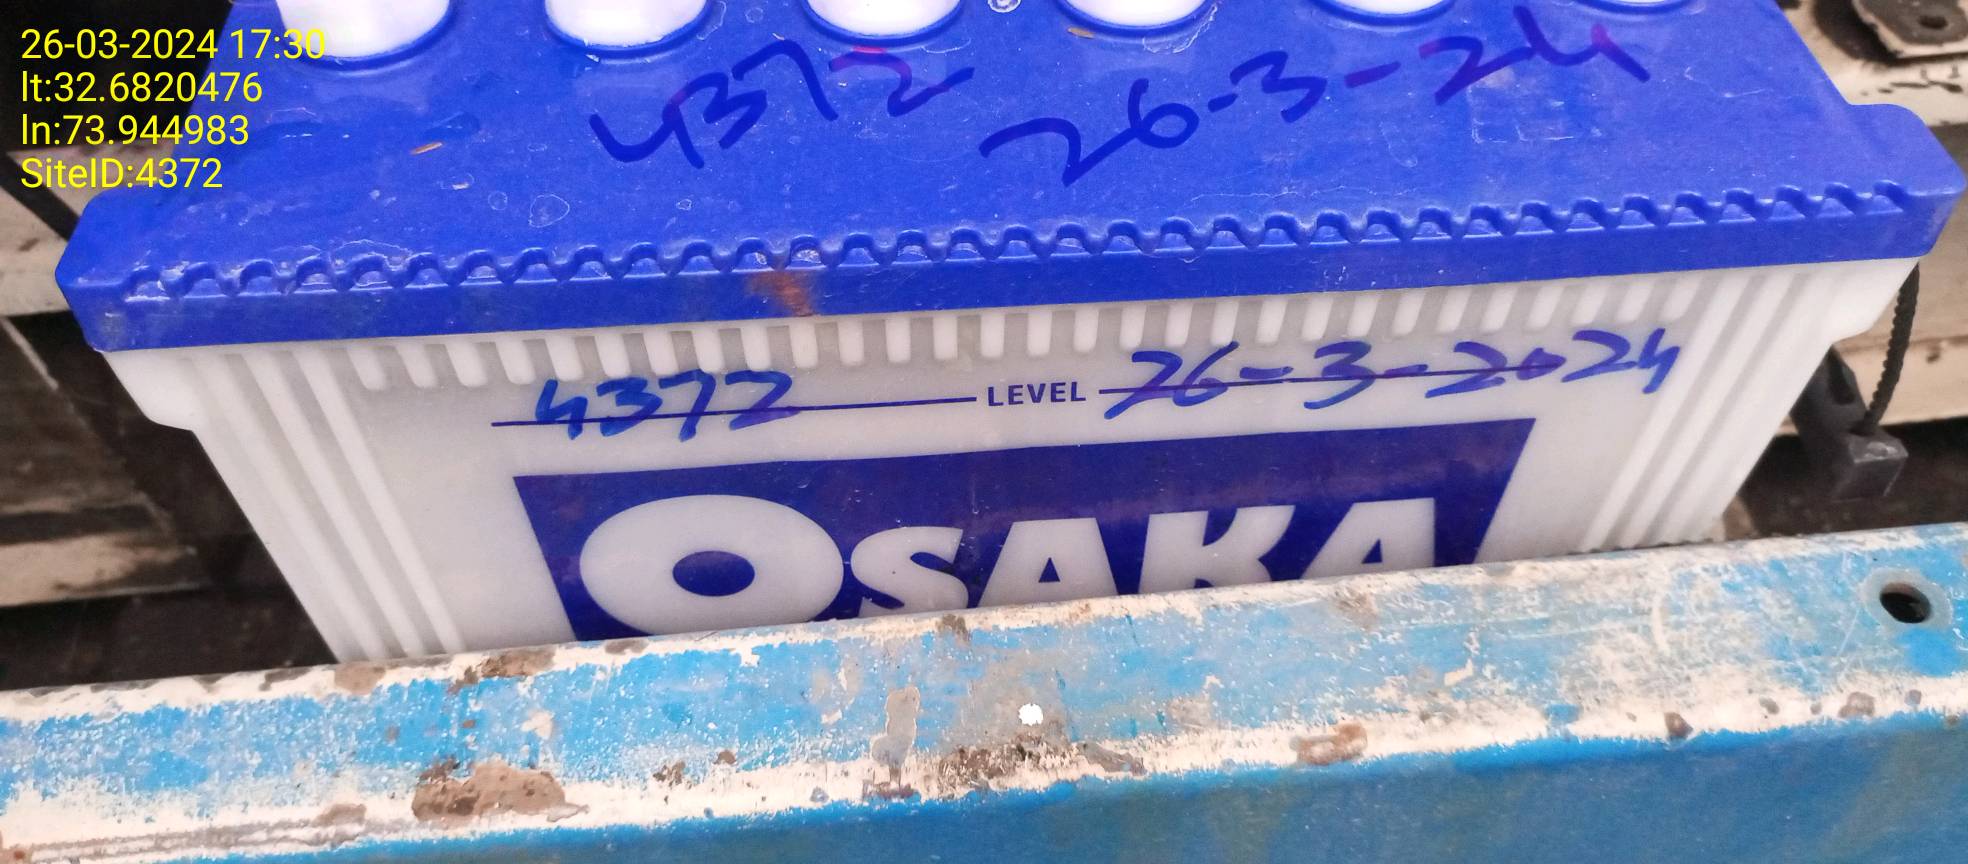 26-03-2024 17:30
lt:32.6820476
ln:73.944983
SiteID:4372
4372 26-3-24
4372 LEVEL 26-3-2024
OSAKA